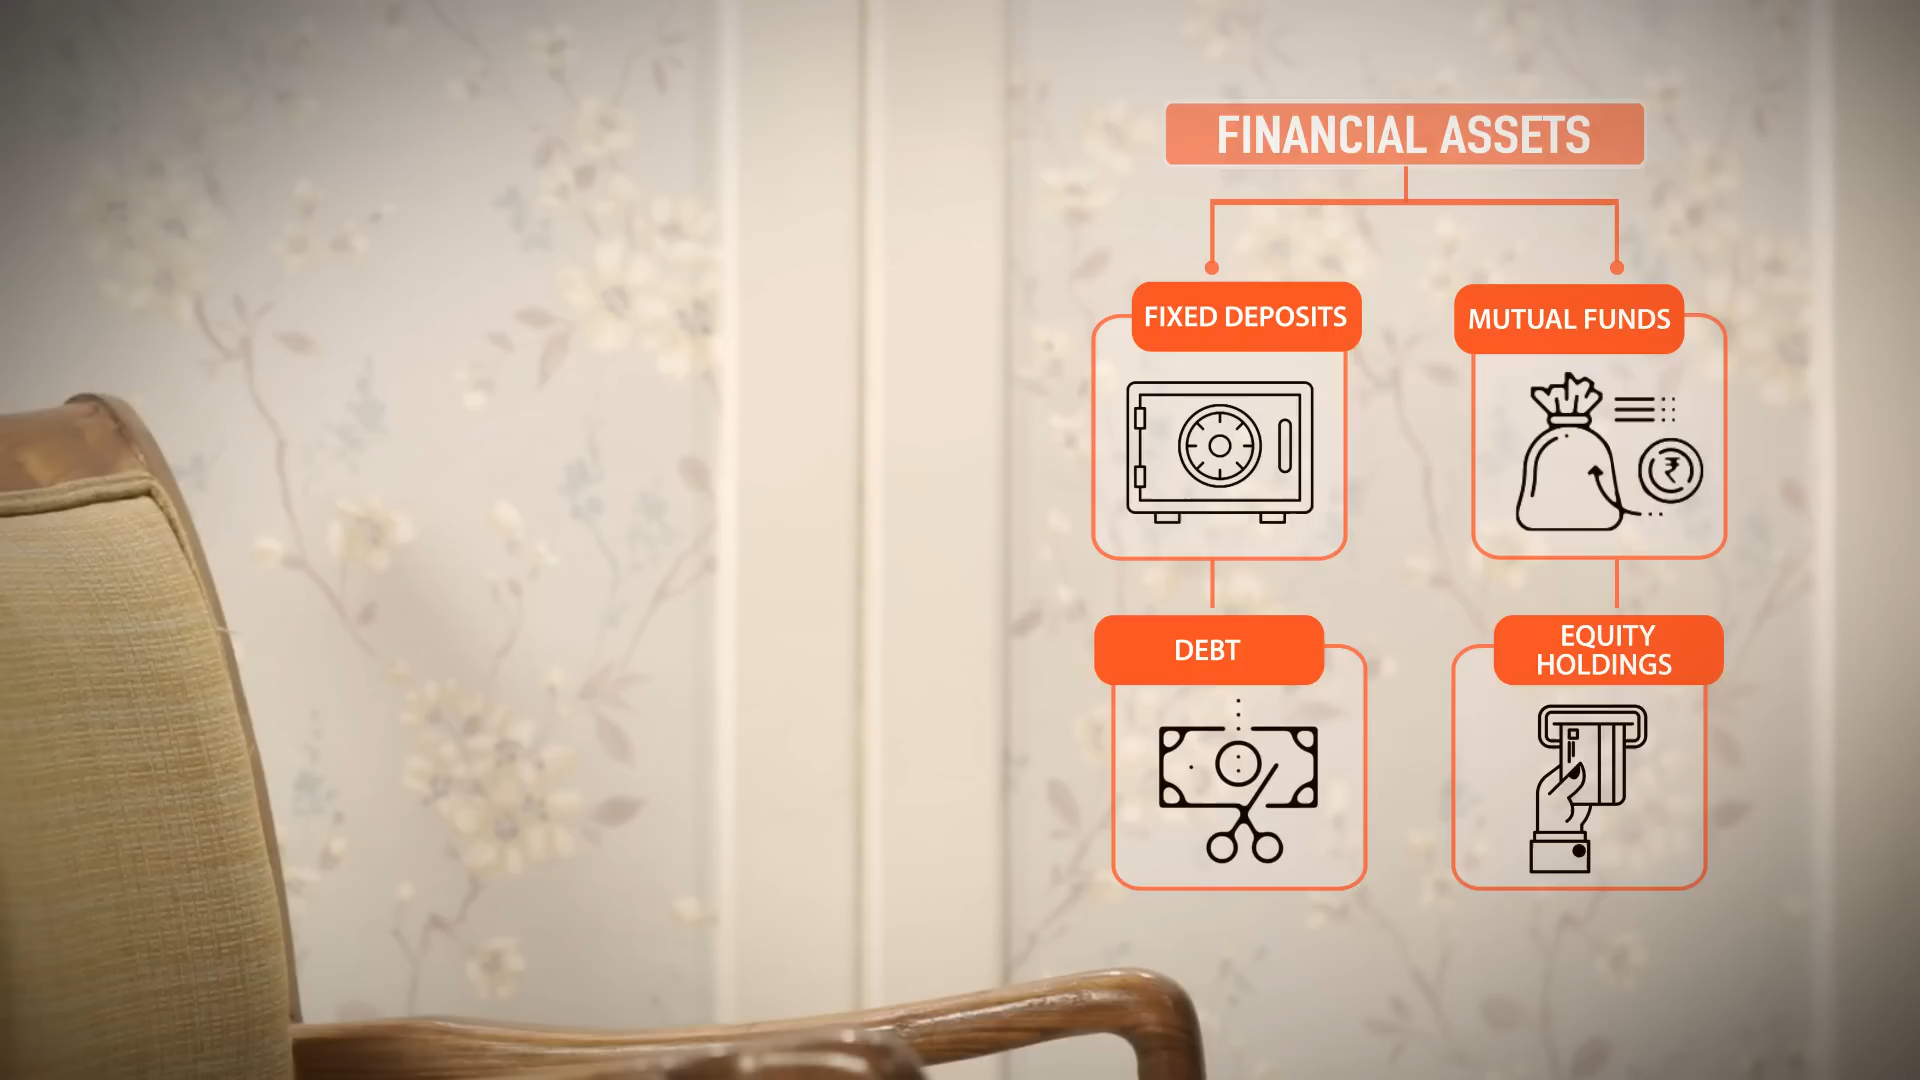 FINANCIAL ASSETS
FIXED DEPOSITS
MUTUAL FUNDS
₹
DEBT
EQUITY
HOLDINGS